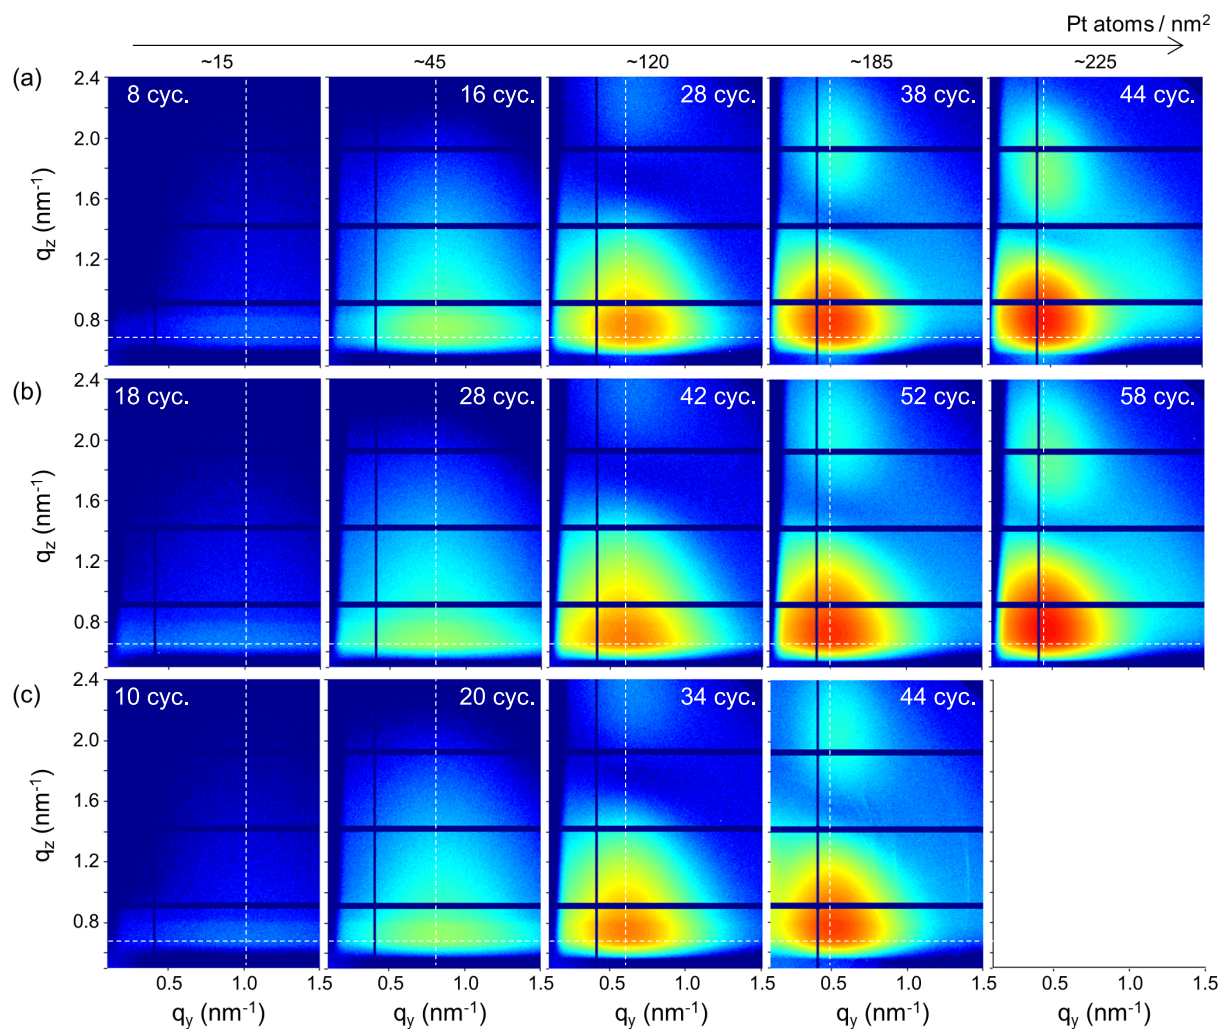 Pt atoms / nm²
~15 ~45 ~120 ~185 ~225
(a)
8 cyc. 16 cyc. 28 cyc. 38 cyc. 44 cyc.
2.4
2.0
1.6
1.2
0.8
q_z (nm⁻¹)
(b)
18 cyc. 28 cyc. 42 cyc. 52 cyc. 58 cyc.
2.4
2.0
1.6
1.2
0.8
q_z (nm⁻¹)
(c)
10 cyc. 20 cyc. 34 cyc. 44 cyc.
2.4
2.0
1.6
1.2
0.8
q_z (nm⁻¹)
0.5 1.0 1.5 0.5 1.0 1.5 0.5 1.0 1.5 0.5 1.0 1.5 0.5 1.0 1.5
q_y (nm⁻¹) q_y (nm⁻¹) q_y (nm⁻¹) q_y (nm⁻¹) q_y (nm⁻¹)